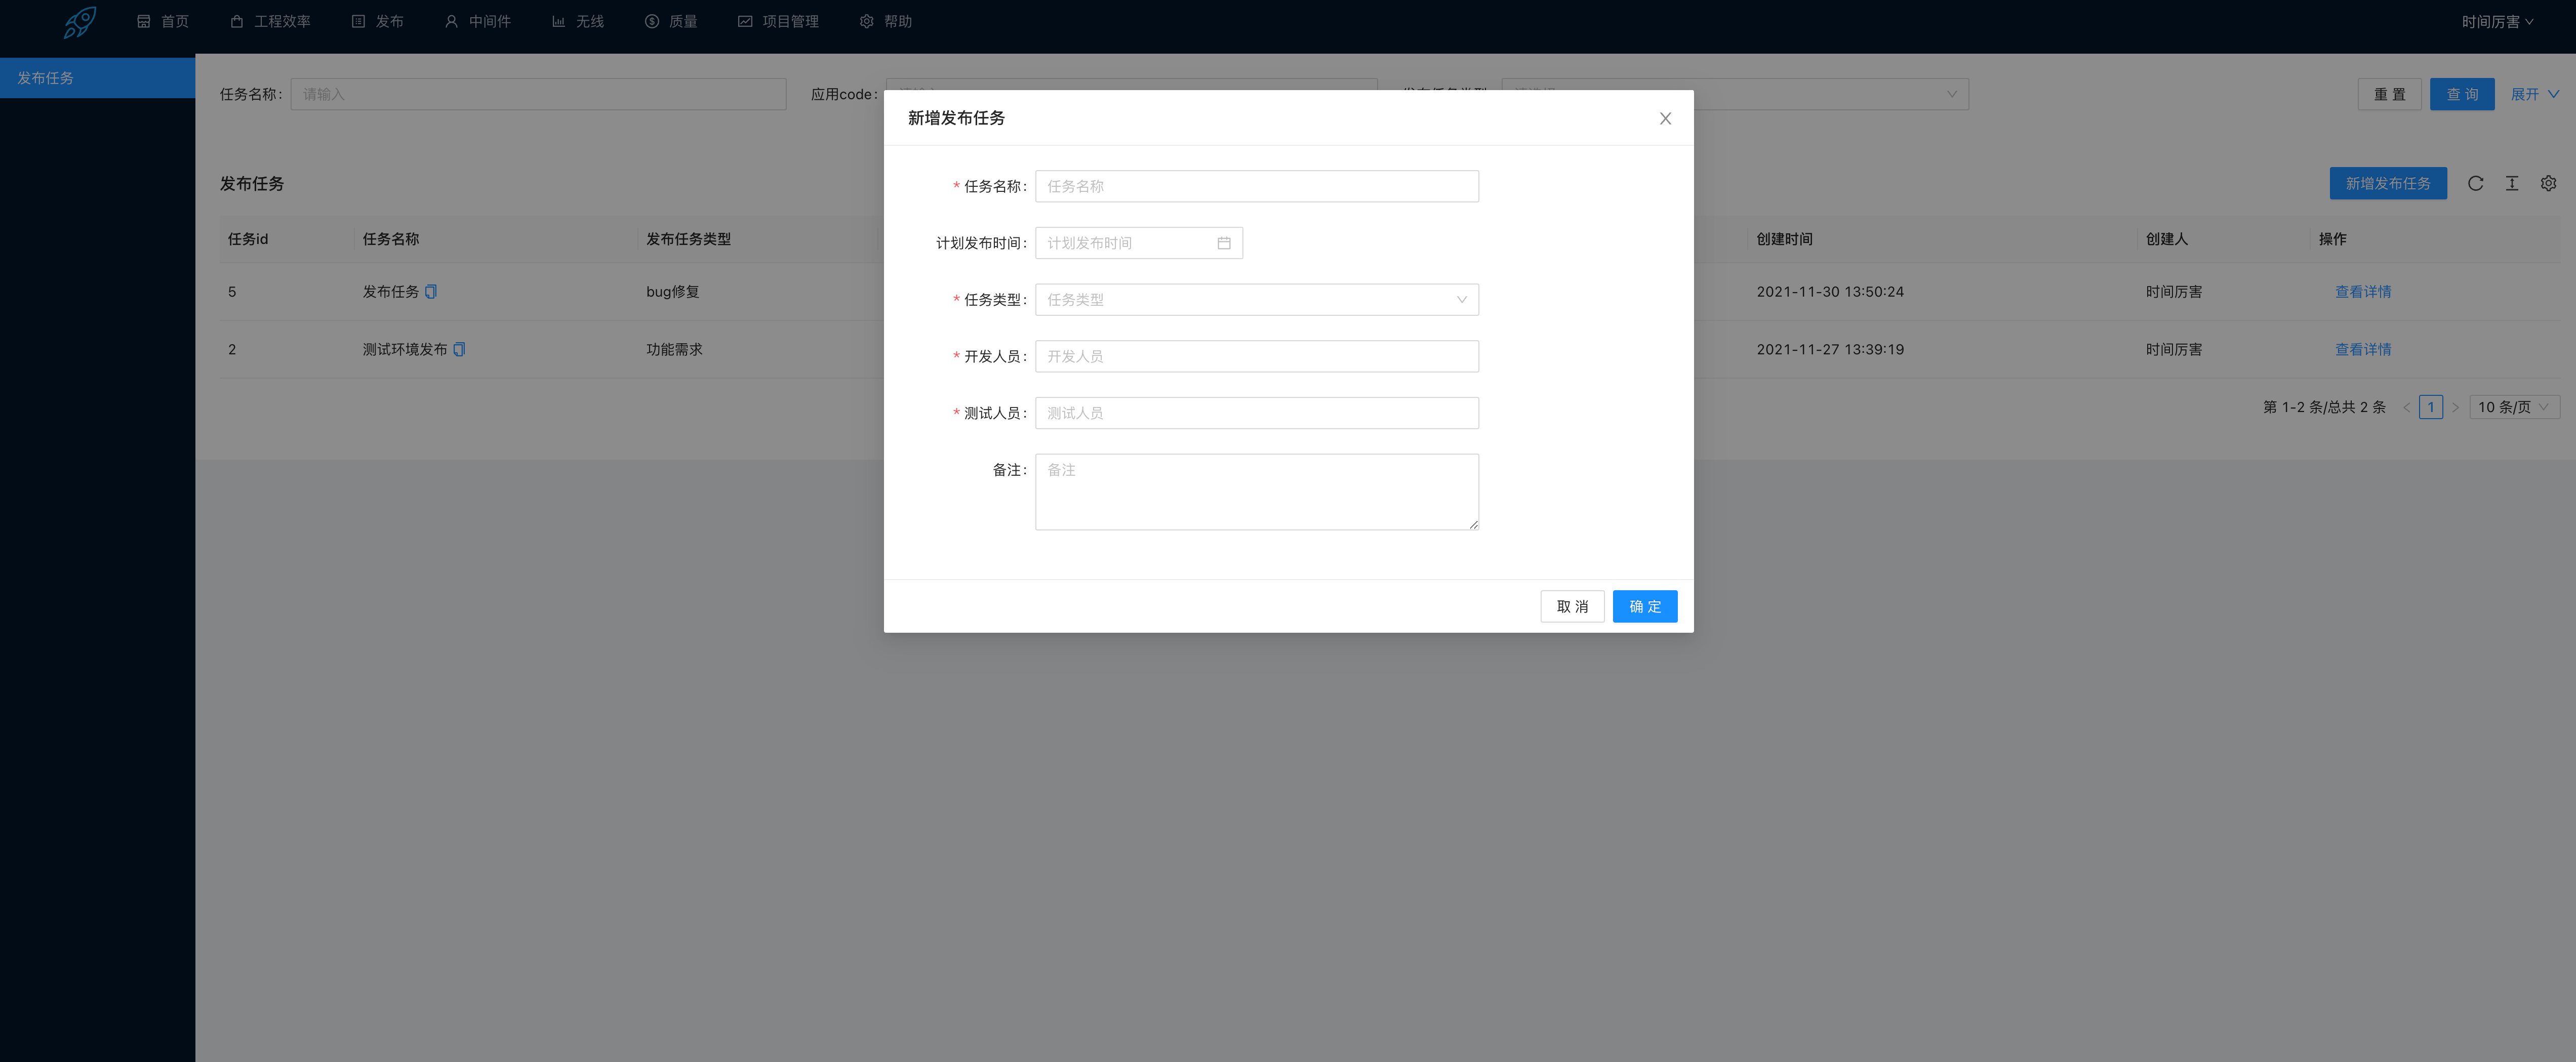 首页 工程效率 发布 中间件 无线 质量 项目管理 帮助 时间厉害
发布任务
任务名称: 请输入 应用code: 重 置 查 询 展开
新增发布任务
发布任务 新增发布任务
* 任务名称: 任务名称
计划发布时间: 计划发布时间
* 任务类型: 任务类型
* 开发人员: 开发人员
* 测试人员: 测试人员
备注: 备注
取 消 确 定
任务id 任务名称 发布任务类型 创建时间 创建人 操作
5 发布任务 bug修复 2021-11-30 13:50:24 时间厉害 查看详情
2 测试环境发布 功能需求 2021-11-27 13:39:19 时间厉害 查看详情
第 1-2 条/总共 2 条 < 1 > 10 条/页